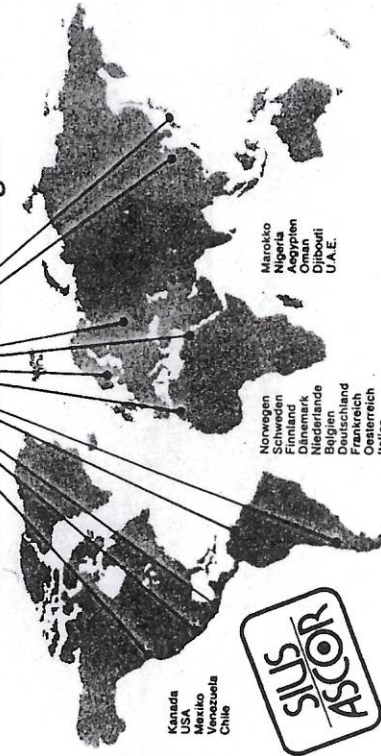 Kanada
USA
Mexiko
Venezuela
Chile
Norwegen
Schweden
Finnland
Dänemark
Niederlande
Belgien
Deutschland
Frankreich
Oesterreich
Marokko
Nigeria
Aegypten
Oman
Djibouti
U.A.E.
SIUS
ASCOR